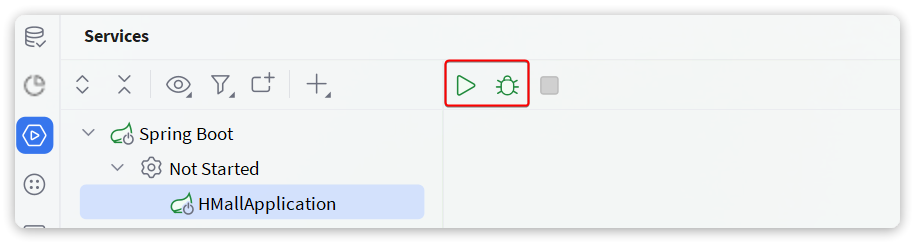 Services
Spring Boot
Not Started
HMallApplication